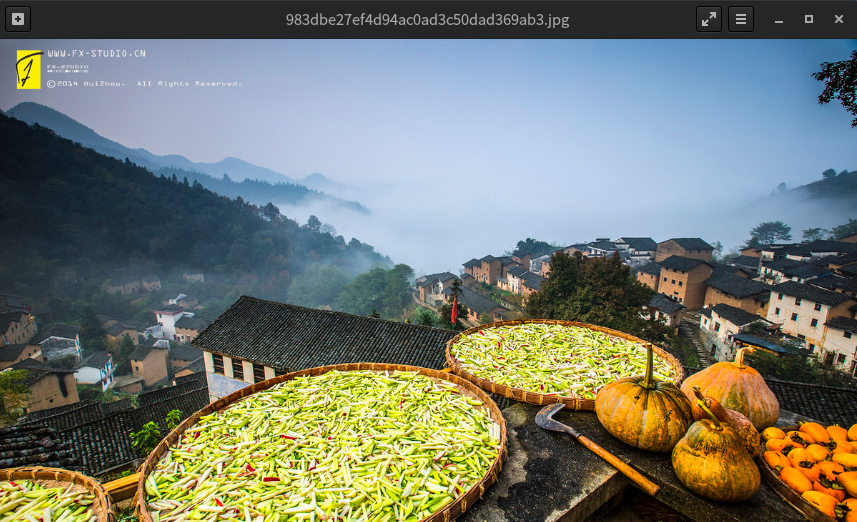 983dbe27ef4d94ac0ad3c50dad369ab3.jpg
WWW.FX-STUDIO.CN
FX-STUDIO
©2014 HuiZhou. All Rights Reserved.